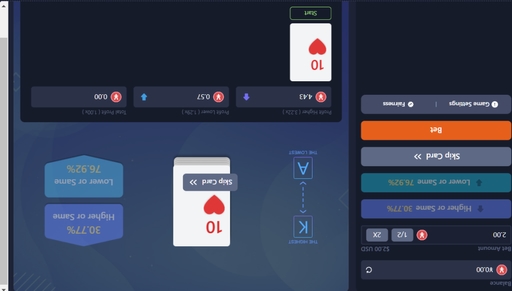 Balance
¥0.00
Bet Amount
$2.00 USD
2.00
1/2
2X
Higher or Same 30.77%
Lower or Same 76.92%
Skip Card
Bet
Game Settings
Fairness
THE HIGHEST
K
A
THE LOWEST
10
Skip Card
30.77%
Higher or Same
Lower or Same
76.92%
Profit Higher (3.22x)
4.43
Profit Lower (1.29x)
0.57
Total Profit (1.00x)
0.00
10
Start